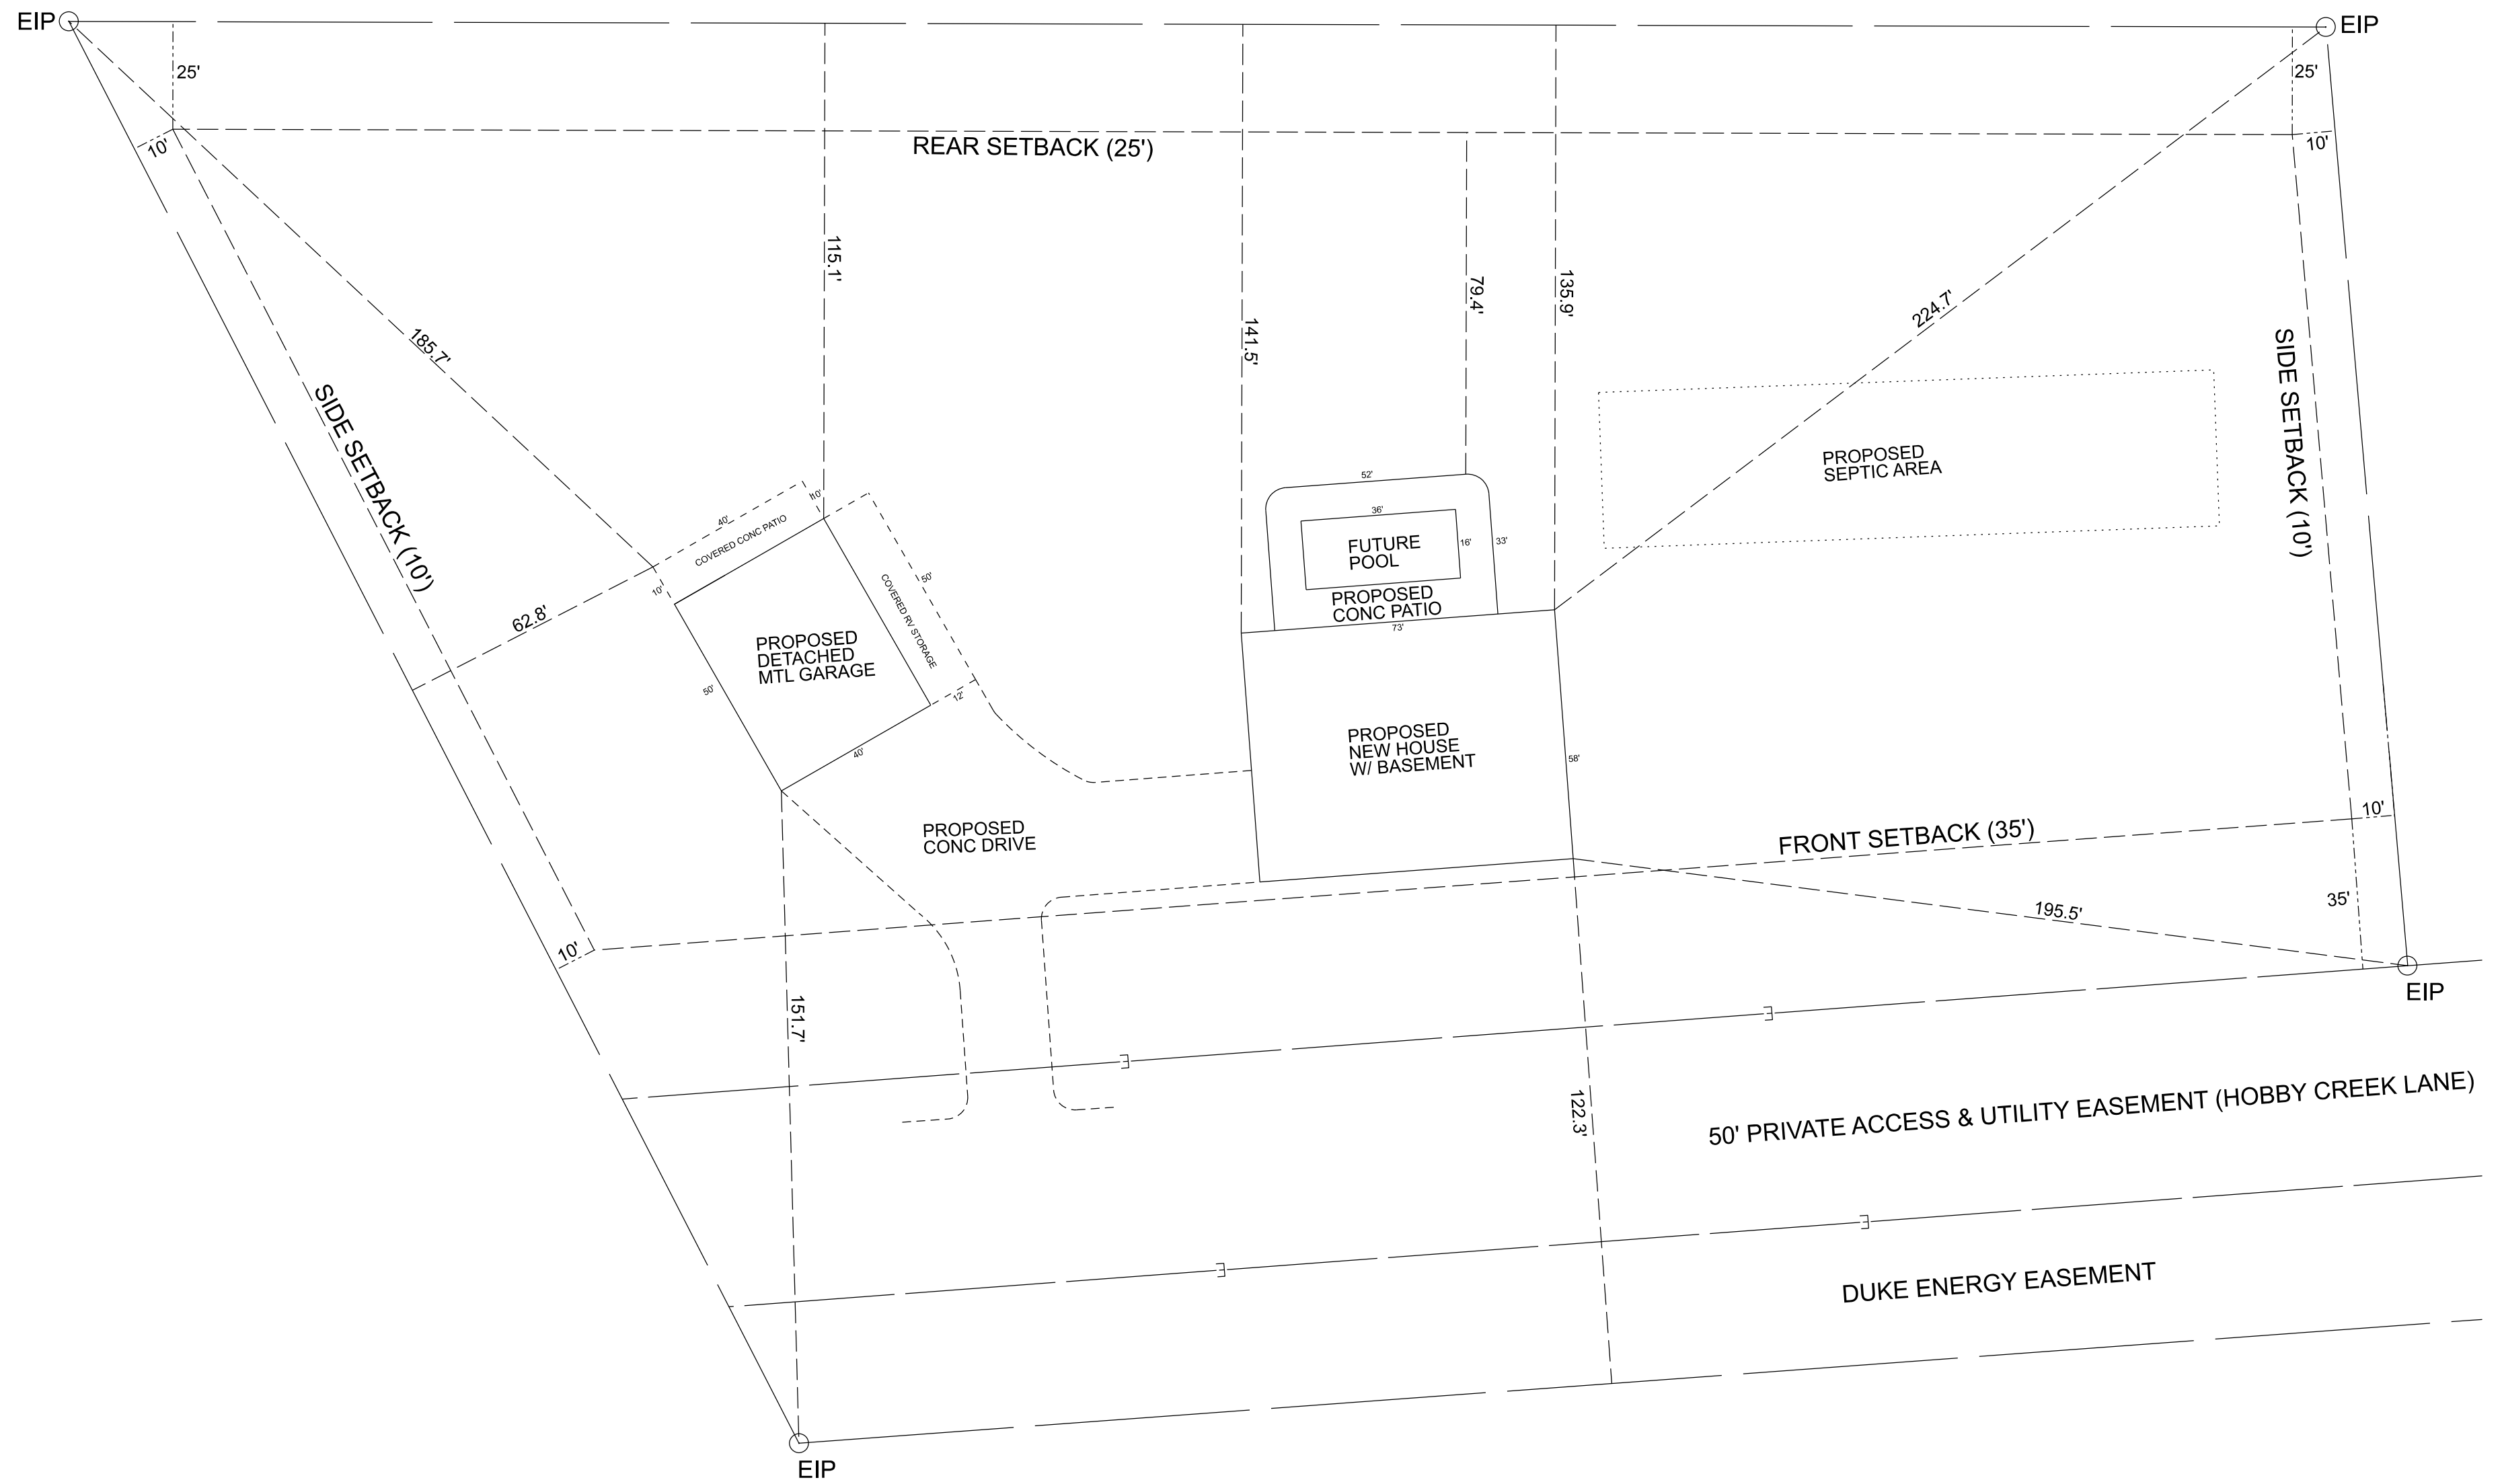 EIP
EIP
25'
25'
10'
REAR SETBACK (25')
10'
115.1'
79.4'
135.9'
141.5'
224.7'
185.7'
SIDE SETBACK (10')
SIDE SETBACK (10')
40'
10'
COVERED CONC PATIO
52'
36'
FUTURE
POOL
16'
33'
PROPOSED
SEPTIC AREA
50'
COVERED RV STORAGE
10'
62.8'
PROPOSED
CONC PATIO
73'
PROPOSED
DETACHED
MTL GARAGE
50'
12'
40'
PROPOSED
NEW HOUSE
W/ BASEMENT
58'
PROPOSED
CONC DRIVE
FRONT SETBACK (35')
10'
35'
195.5'
10'
EIP
151.7'
122.3'
50' PRIVATE ACCESS & UTILITY EASEMENT (HOBBY CREEK LANE)
E
E
E
E
DUKE ENERGY EASEMENT
EIP